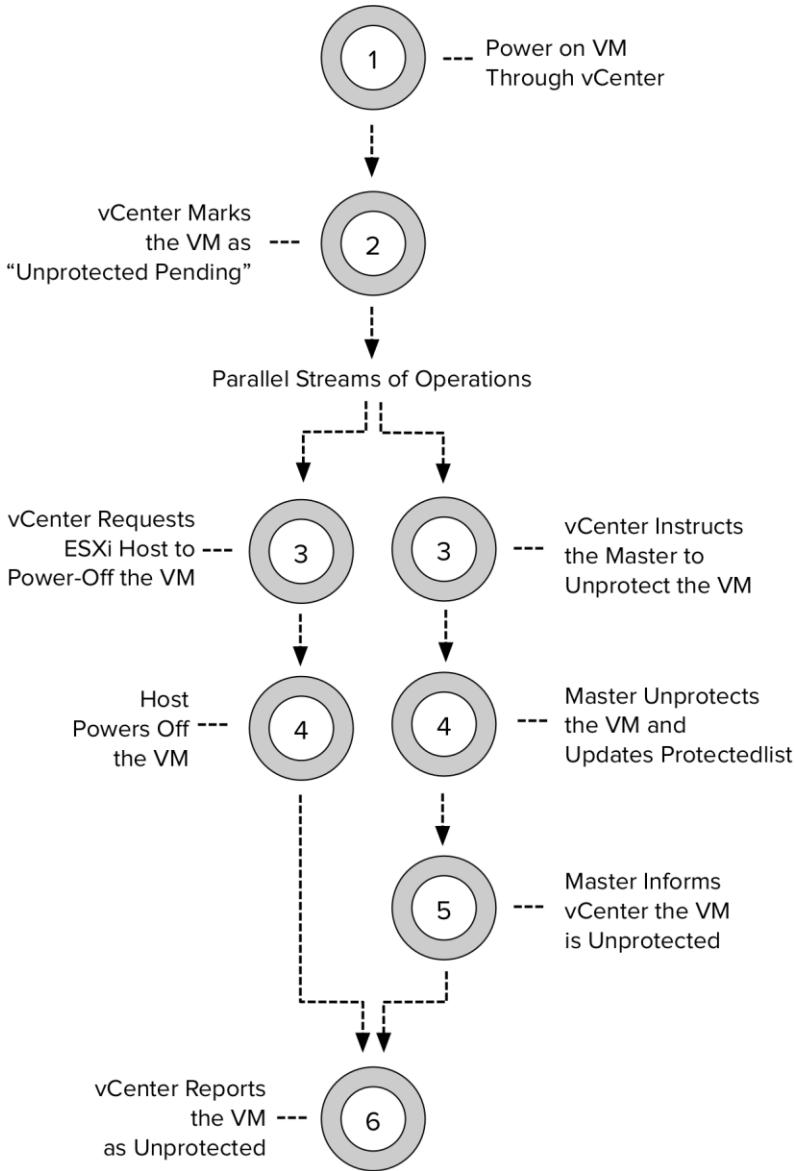 1
Power on VM
Through vCenter
vCenter Marks
the VM as
“Unprotected Pending”
2
Parallel Streams of Operations
vCenter Requests
ESXi Host to
Power-Off the VM
3
3
vCenter Instructs
the Master to
Unprotect the VM
Host
Powers Off
the VM
4
4
Master Unprotects
the VM and
Updates Protectedlist
5
Master Informs
vCenter the VM
is Unprotected
vCenter Reports
the VM
as Unprotected
6